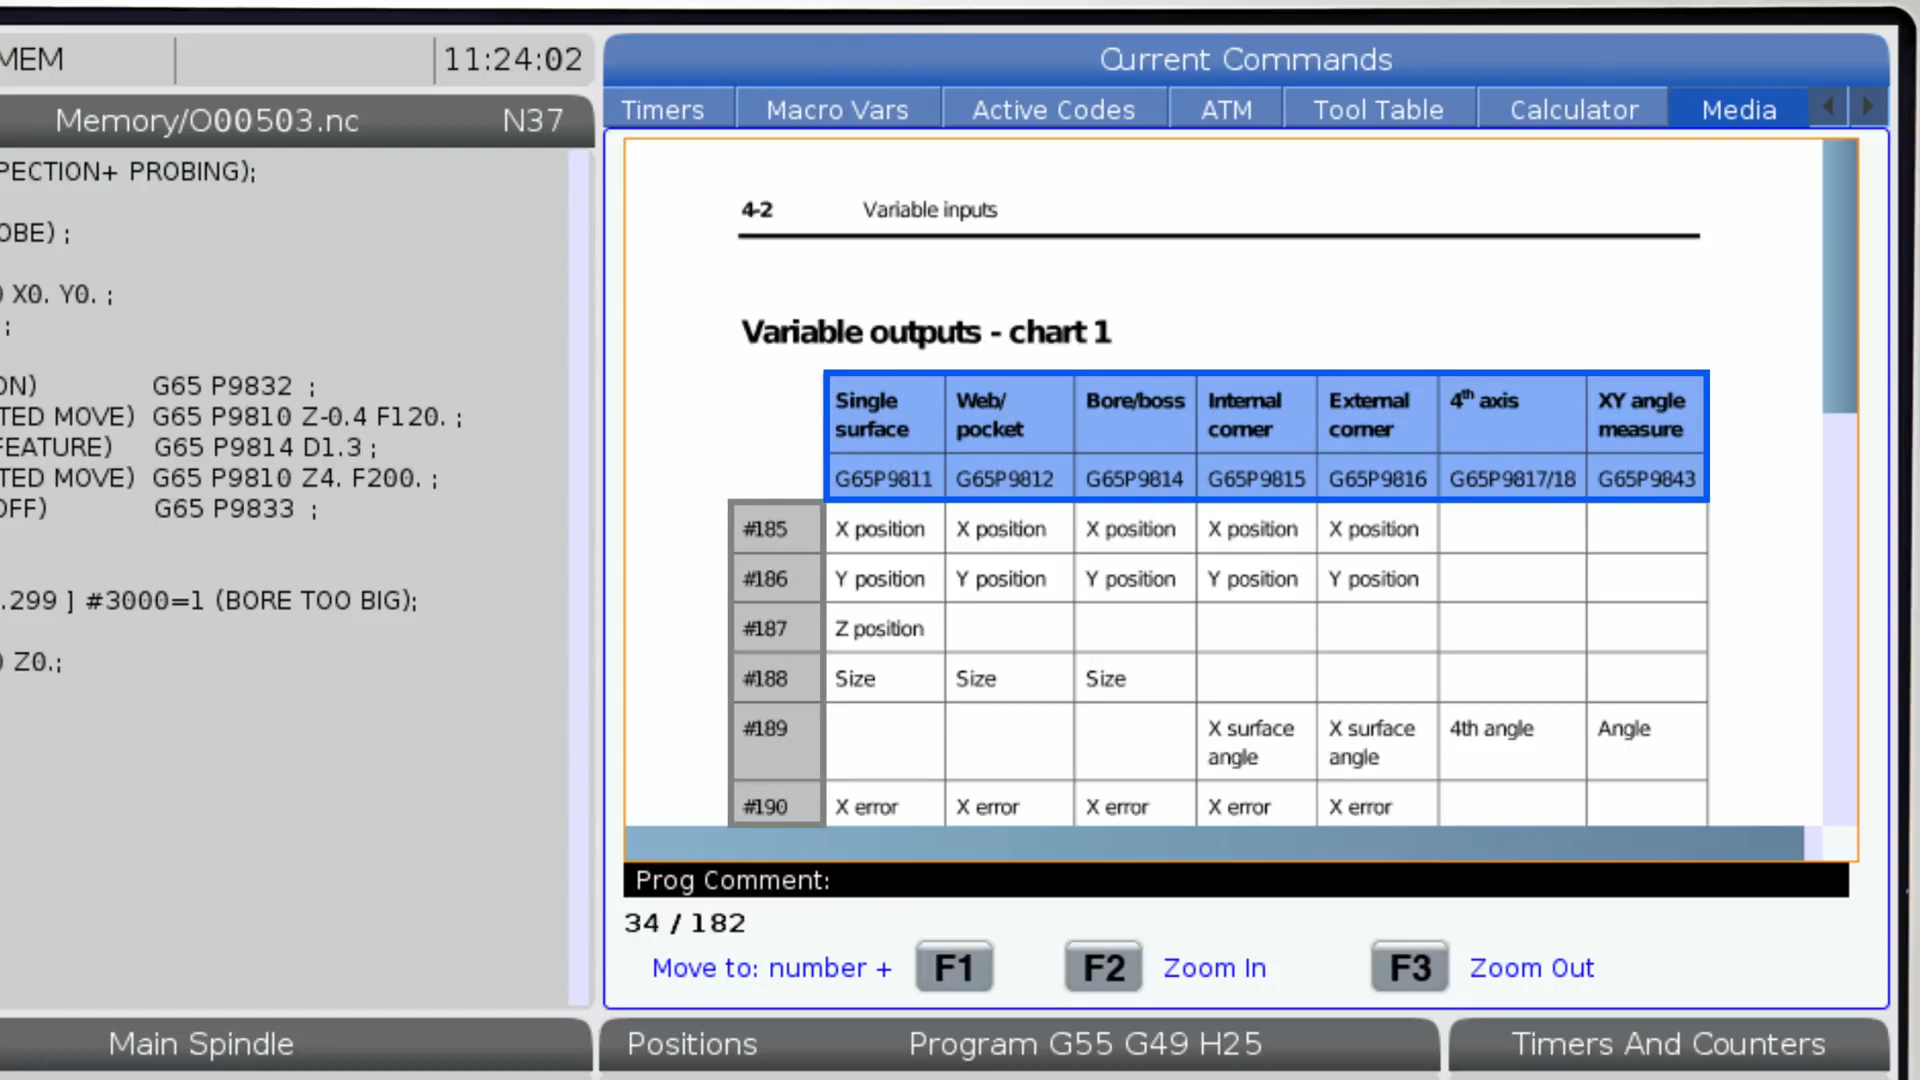 MEM
11:24:02
Memory/O00503.nc N37
PECTION+ PROBING);
OBE) ;
X0. Y0. ;
;
ON) G65 P9832 ;
TED MOVE) G65 P9810 Z-0.4 F120. ;
FEATURE) G65 P9814 D1.3 ;
TED MOVE) G65 P9810 Z4. F200. ;
OFF) G65 P9833 ;
.299 ] #3000=1 (BORE TOO BIG);
Z0.;
Main Spindle
Current Commands
Timers Macro Vars Active Codes ATM Tool Table Calculator Media
4-2 Variable inputs
Variable outputs - chart 1
Single surface Web/ pocket Bore/boss Internal corner External corner 4th axis XY angle measure
G65P9811 G65P9812 G65P9814 G65P9815 G65P9816 G65P9817/18 G65P9843
#185 X position X position X position X position X position
#186 Y position Y position Y position Y position Y position
#187 Z position
#188 Size Size Size
#189 X surface angle X surface angle 4th angle Angle
#190 X error X error X error X error X error
Prog Comment:
34 / 182
Move to: number + F1 F2 Zoom In F3 Zoom Out
Positions Program G55 G49 H25
Timers And Counters